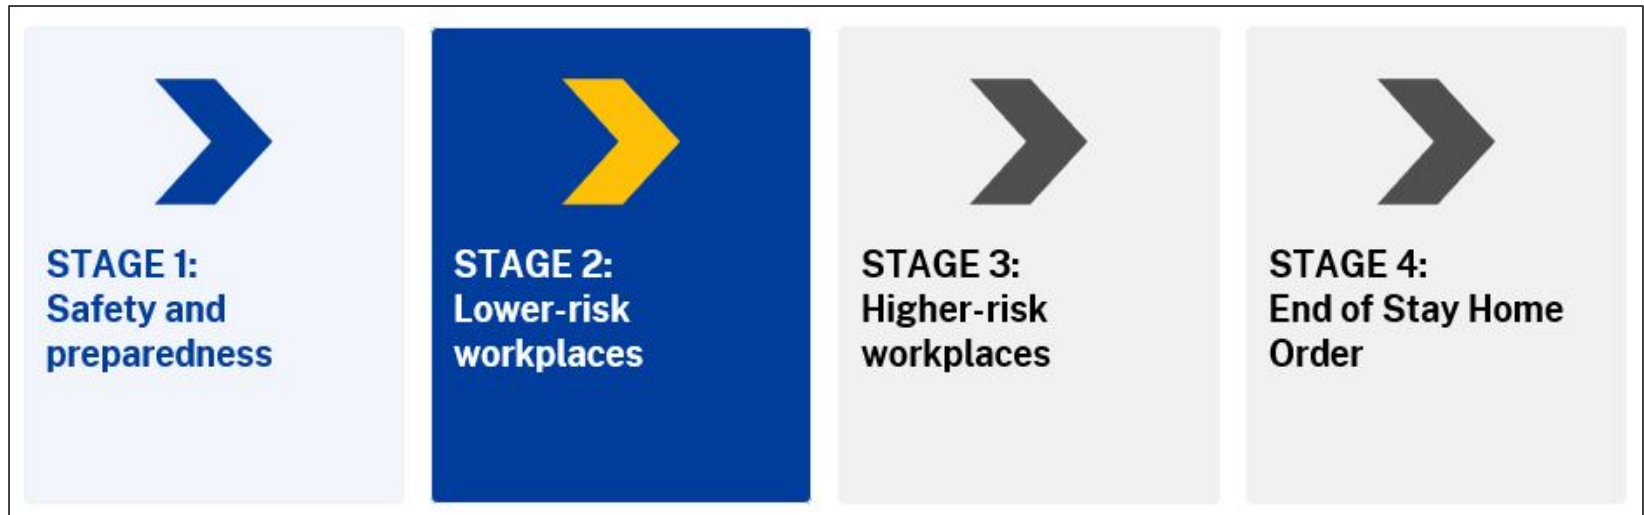 STAGE 1:
Safety and
preparedness
STAGE 2:
Lower-risk
workplaces
STAGE 3:
Higher-risk
workplaces
STAGE 4:
End of Stay Home
Order